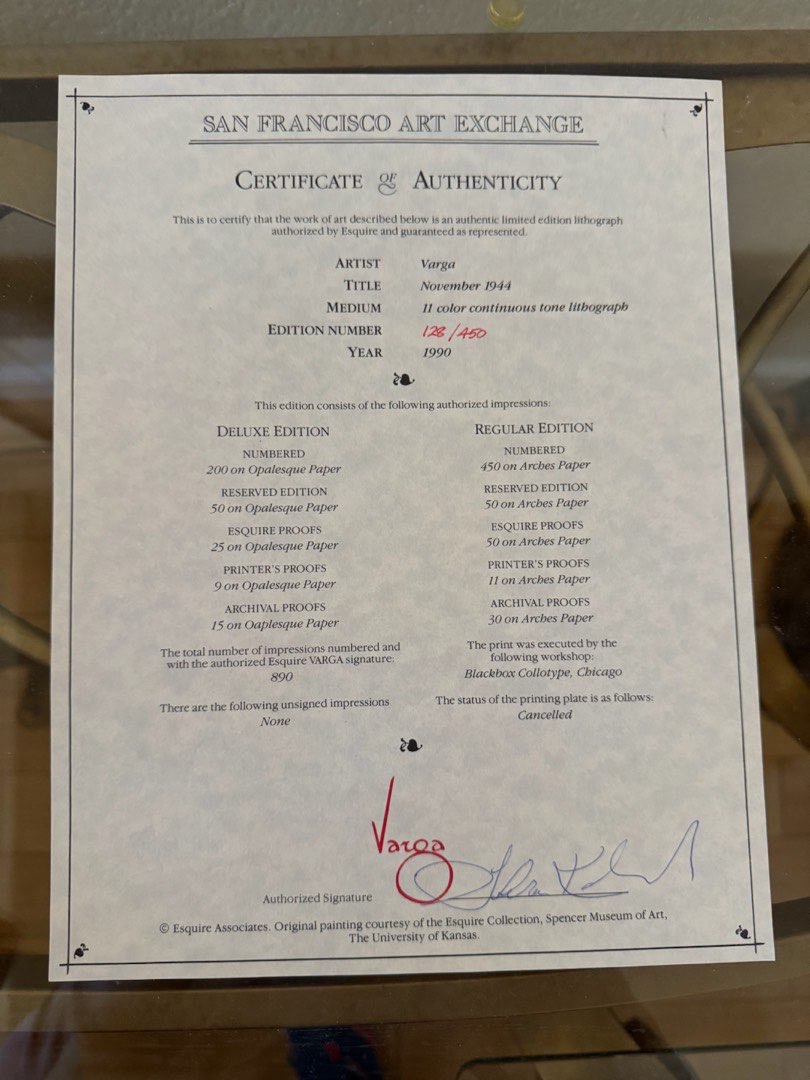 SAN FRANCISCO ART EXCHANGE
CERTIFICATE OF AUTHENTICITY
This is to certify that the work of art described below is an authentic limited edition lithograph
authorized by Esquire and guaranteed as represented.
ARTIST Varga
TITLE November 1944
MEDIUM 11 color continuous tone lithograph
EDITION NUMBER 128/450
YEAR 1990
This edition consists of the following authorized impressions:
DELUXE EDITION
NUMBERED
200 on Opalesque Paper
RESERVED EDITION
50 on Opalesque Paper
ESQUIRE PROOFS
25 on Opalesque Paper
PRINTER'S PROOFS
9 on Opalesque Paper
ARCHIVAL PROOFS
15 on Oaplesque Paper
The total number of impressions numbered and
with the authorized Esquire VARGA signature:
890
There are the following unsigned impressions
None
REGULAR EDITION
NUMBERED
450 on Arches Paper
RESERVED EDITION
50 on Arches Paper
ESQUIRE PROOFS
50 on Arches Paper
PRINTER'S PROOFS
11 on Arches Paper
ARCHIVAL PROOFS
30 on Arches Paper
The print was executed by the
following workshop:
Blackbox Collotype, Chicago
The status of the printing plate is as follows:
Cancelled
Varga
Authorized Signature
© Esquire Associates. Original painting courtesy of the Esquire Collection, Spencer Museum of Art,
The University of Kansas.